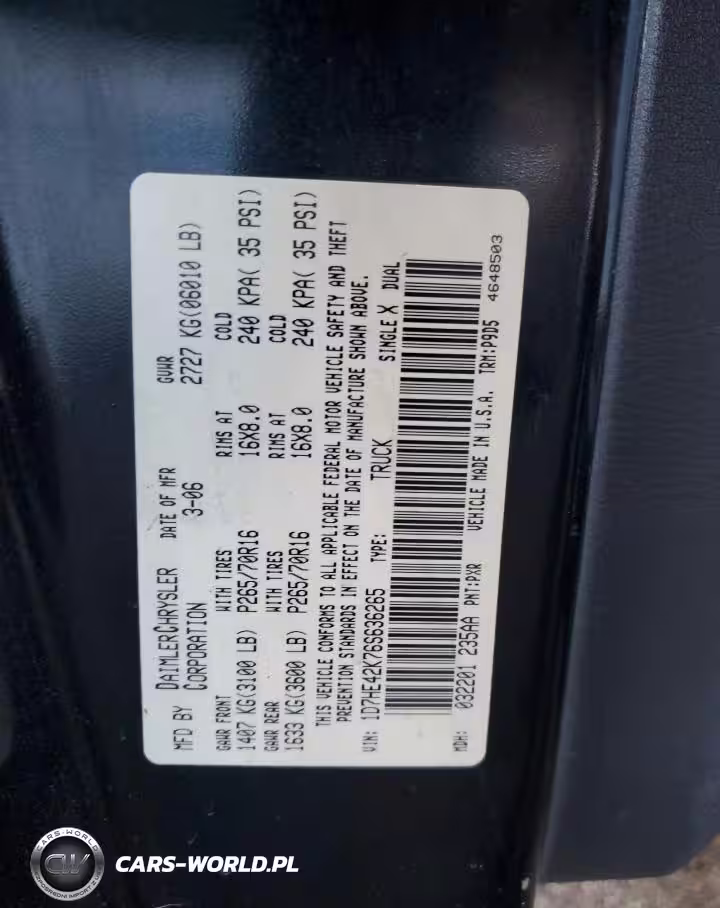 MFD BY DAIMLERCHRYSLER CORPORATION
DATE OF MFR 3-06
GVWR 2727 KG(06010 LB)
GAWR FRONT WITH TIRES RIMS AT COLD
1407 KG(3100 LB) P265/70R16 16X8.0 240 KPA( 35 PSI)
GAWR REAR WITH TIRES RIMS AT COLD
1633 KG(3600 LB) P265/70R16 16X8.0 240 KPA( 35 PSI)
THIS VEHICLE CONFORMS TO ALL APPLICABLE FEDERAL MOTOR VEHICLE SAFETY AND THEFT
PREVENTION STANDARDS IN EFFECT ON THE DATE OF MANUFACTURE SHOWN ABOVE.
VIN: 1D7HE42K76S636265 TYPE: TRUCK SINGLE X DUAL
MDH: 032201 235AA PNT:PXR VEHICLE MADE IN U.S.A. TRM:P9D5
4648503
CARS-WORLD
CW
CARS-WORLD.PL